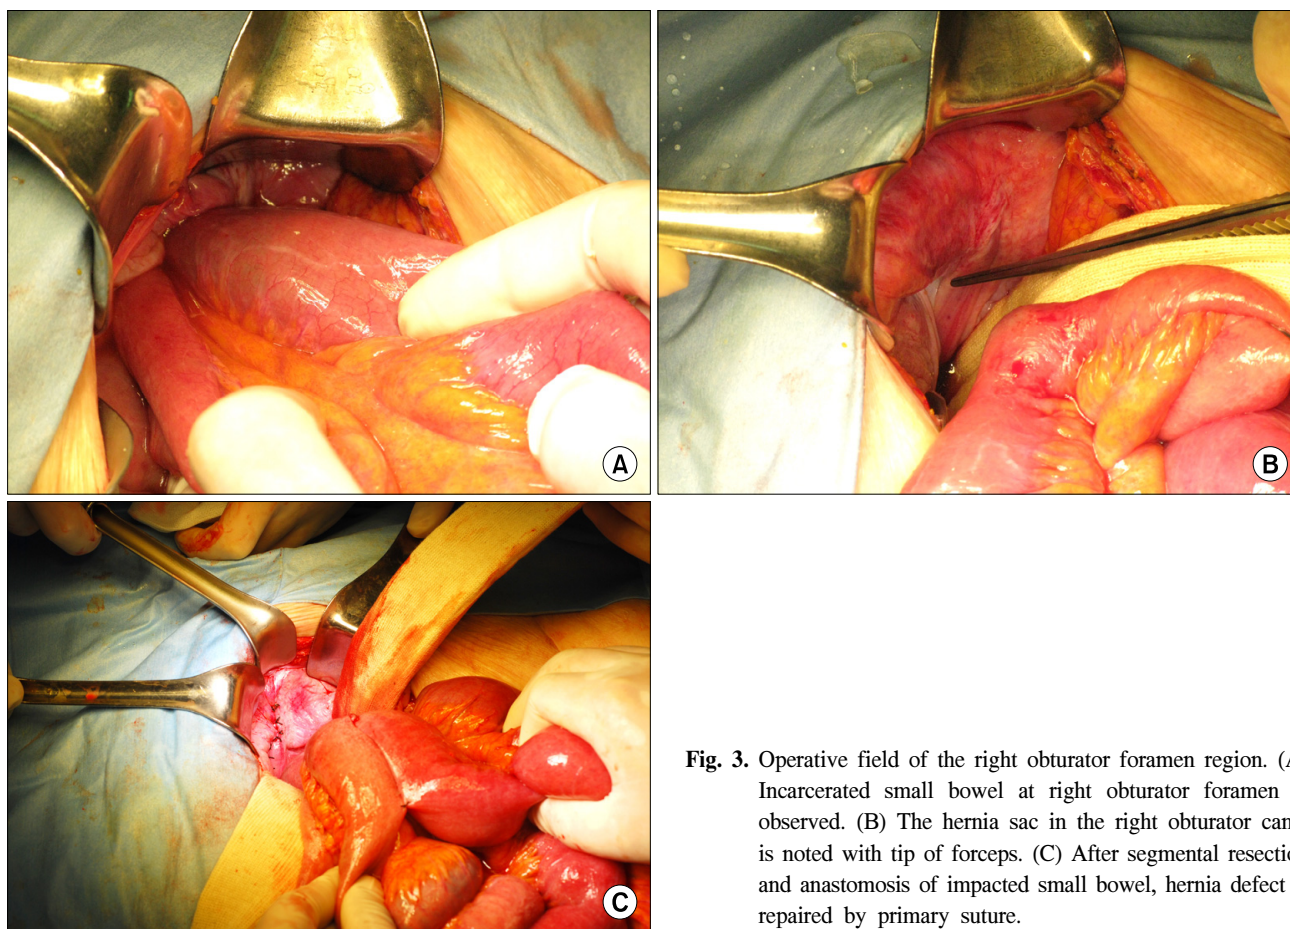 A
B
C
Fig. 3. Operative field of the right obturator foramen region. (A
Incarcerated small bowel at right obturator foramen
observed. (B) The hernia sac in the right obturator can
is noted with tip of forceps. (C) After segmental resectio
and anastomosis of impacted small bowel, hernia defect
repaired by primary suture.